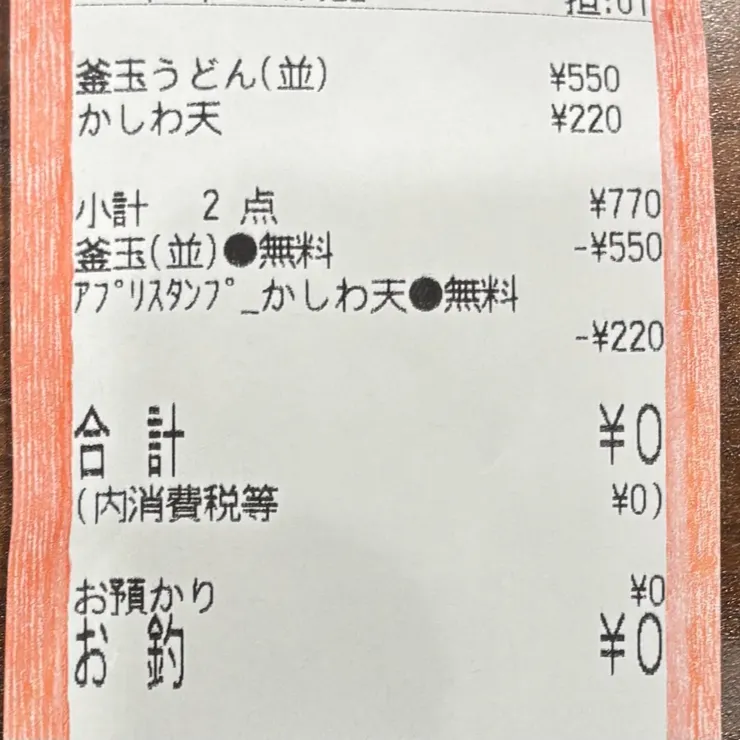 担:01
釜玉うどん(並) ¥550
かしわ天 ¥220
小計 2 点 ¥770
釜玉(並)●無料 -¥550
ｱﾌﾟﾘｽﾀﾝﾌﾟ_かしわ天●無料
-¥220
合 計 ¥0
(内消費税等 ¥0)
お預かり ¥0
お 釣 ¥0